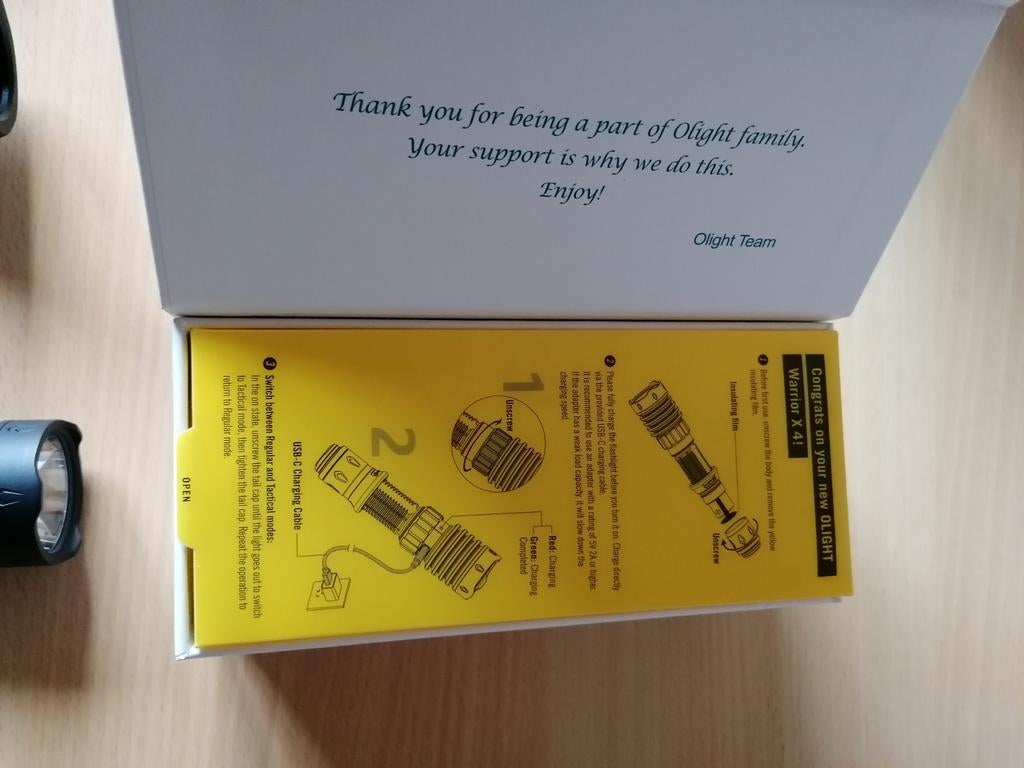 Thank you for being a part of Olight family.
Your support is why we do this.
Enjoy!
Olight Team
Congrats on your new OLIGHT
Warrior X 4!
1 Before first use, unscrew the body and remove the yellow
insulating film.
Insulating film
Unscrew
2 Please fully charge the flashlight before you turn it on. Charge directly
via the provided USB-C charging cable.
It is recommended to use an adapter with a rating of 5V 2A or higher.
If the adapter has a weak load capacity, it will slow down the
charging speed.
1
Unscrew
Red: Charging
Green: Charging
Completed
2
USB-C Charging Cable
3 Switch between Regular and Tactical modes:
In the on state, unscrew the tail cap until the light goes out to switch
to Tactical mode, then tighten the tail cap. Repeat the operation to
return to Regular mode.
OPEN